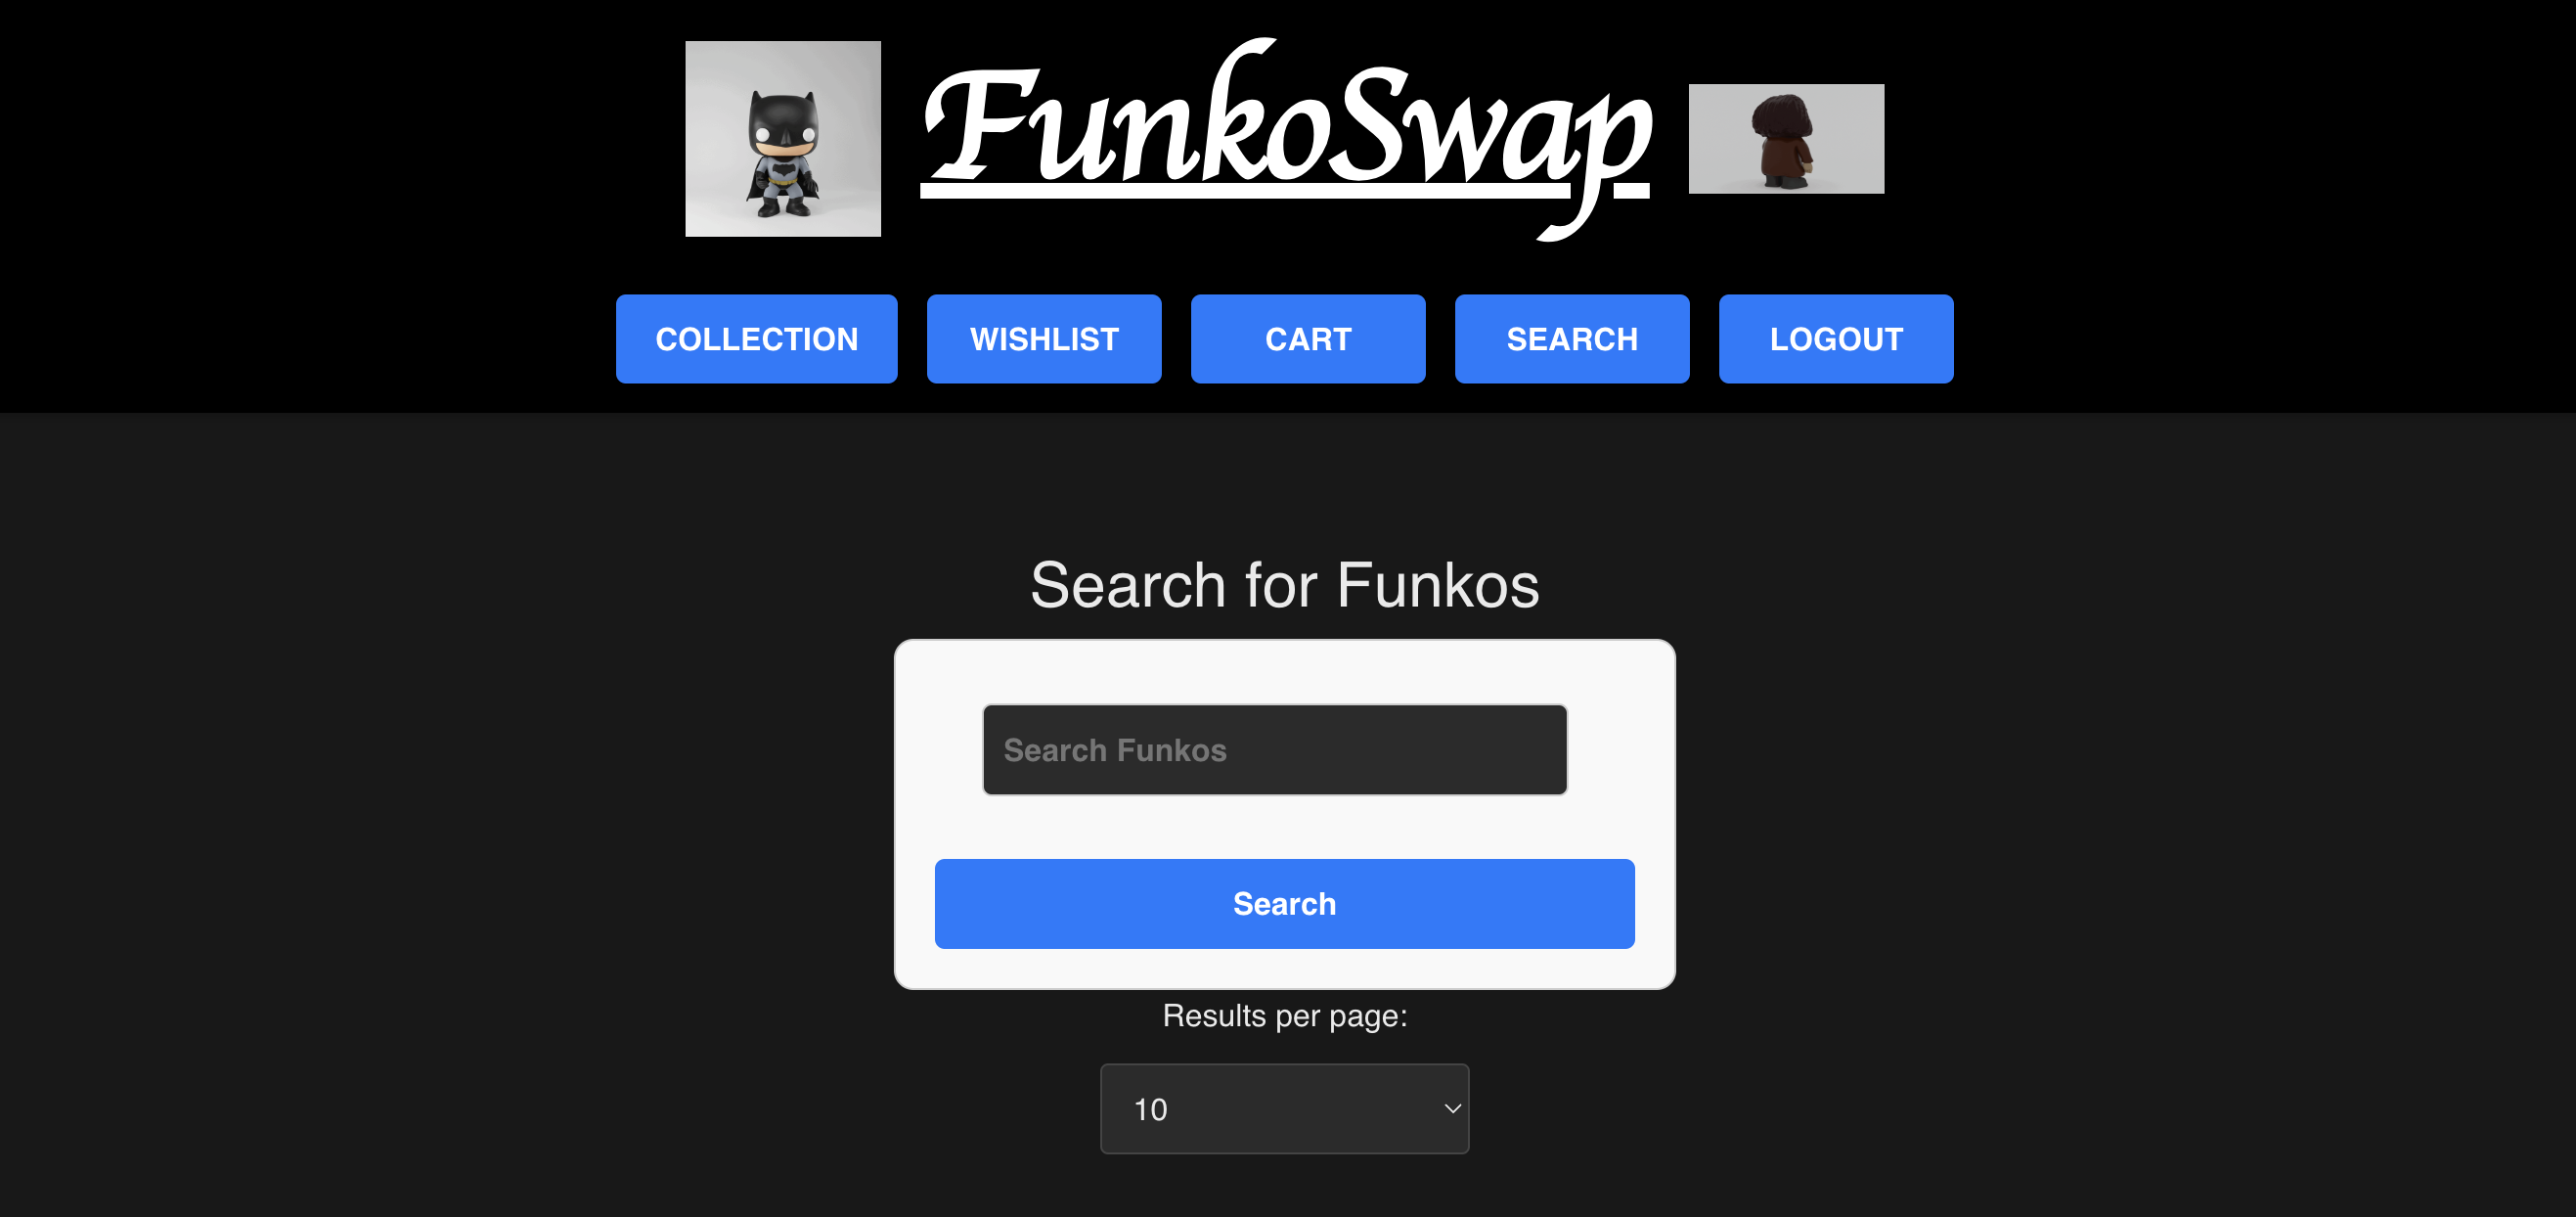 FunkoSwap
COLLECTION WISHLIST CART SEARCH LOGOUT
Search for Funkos
Search Funkos
Search
Results per page:
10